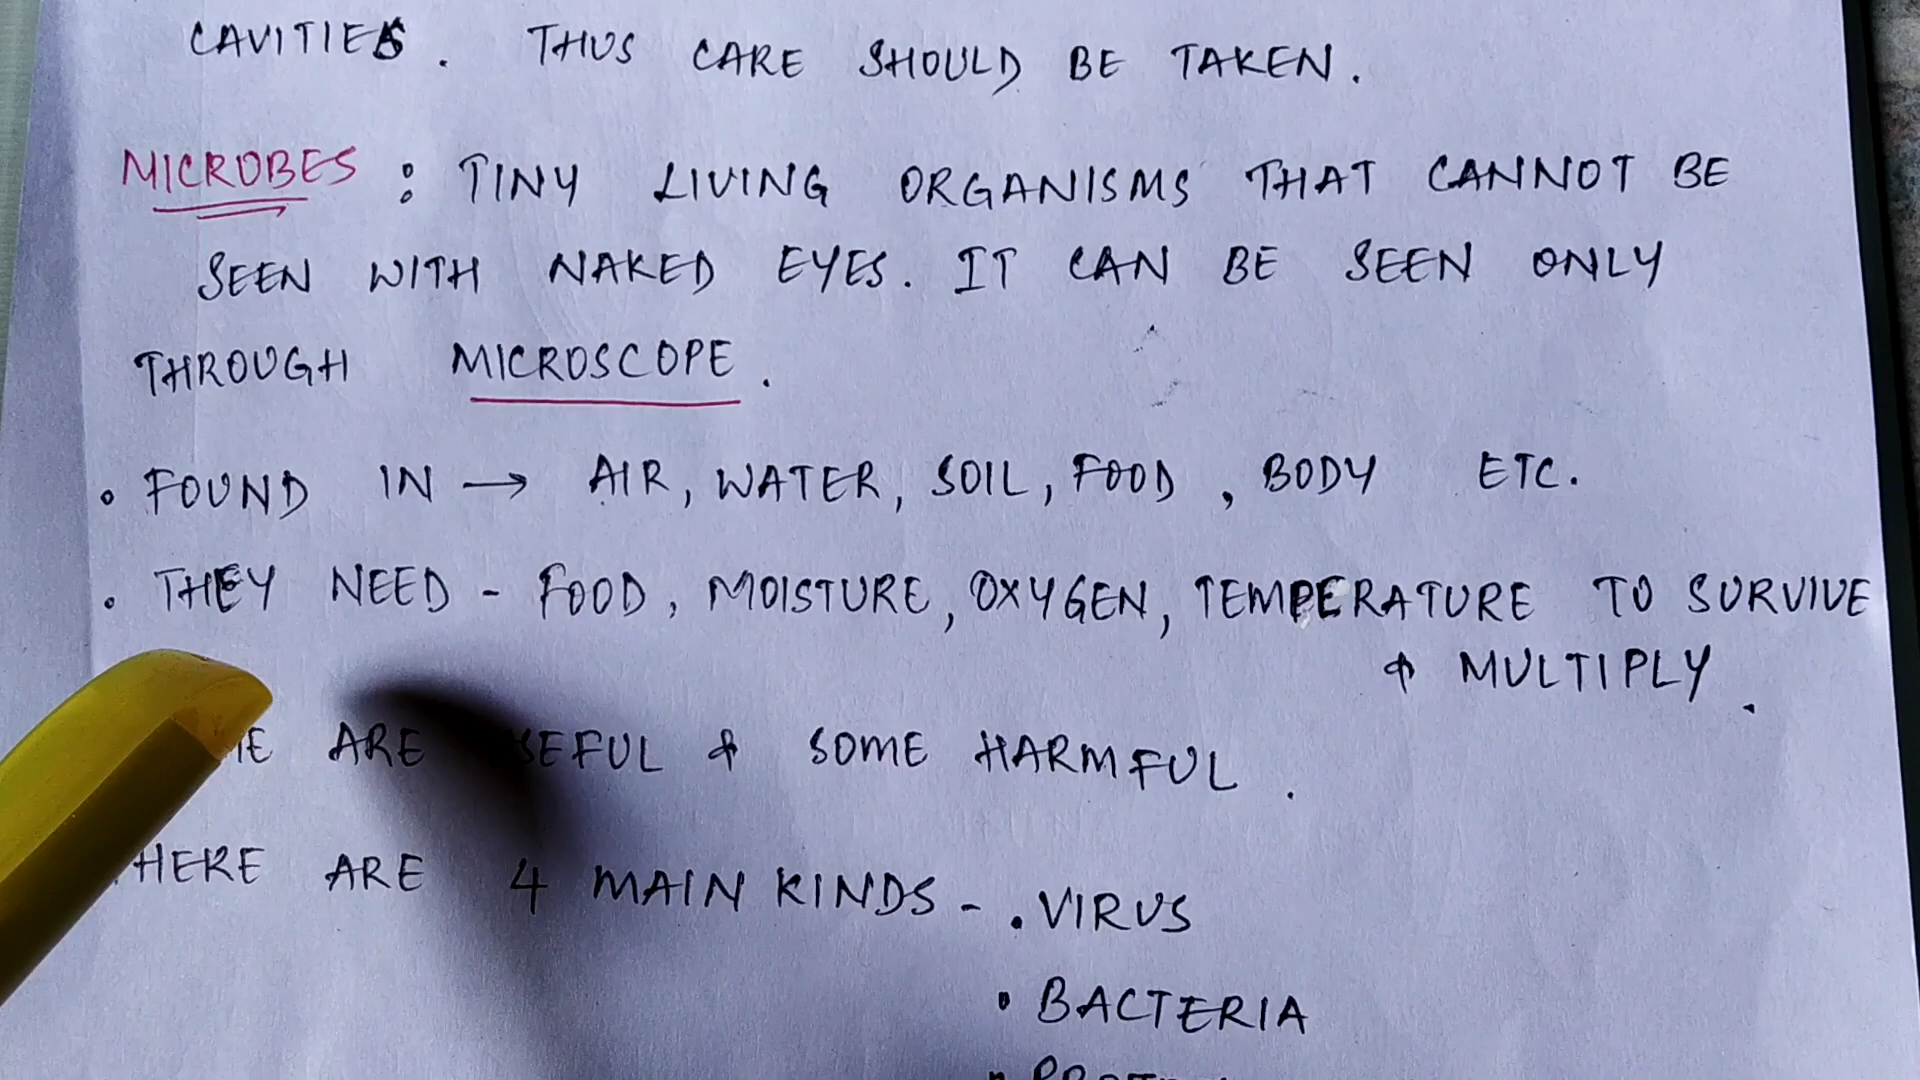 CAVITIES. THUS CARE SHOULD BE TAKEN.
MICROBES : TINY LIVING ORGANISMS THAT CANNOT BE
SEEN WITH NAKED EYES. IT CAN BE SEEN ONLY
THROUGH MICROSCOPE.
• FOUND IN → AIR, WATER, SOIL, FOOD, BODY ETC.
• THEY NEED - FOOD, MOISTURE, OXYGEN, TEMPERATURE TO SURVIVE
& MULTIPLY.
ARE & SOME HARMFUL.
ARE 4 MAIN KINDS - • VIRUS
• BACTERIA